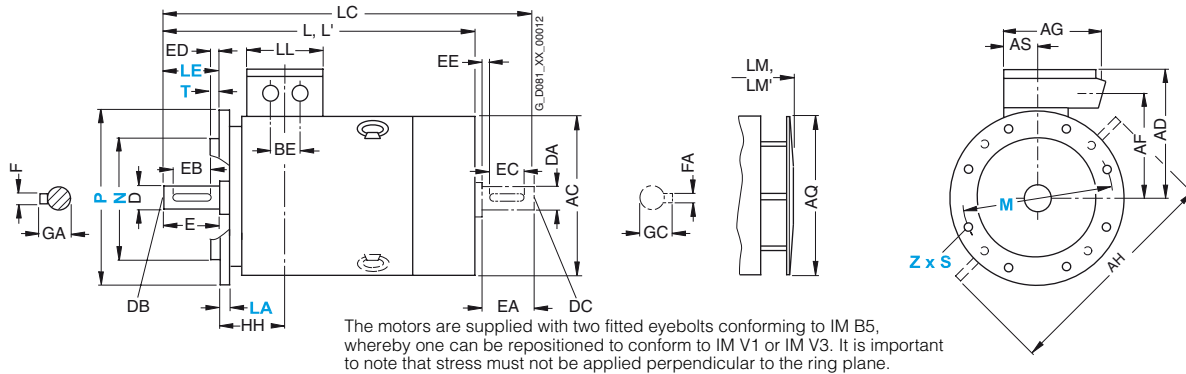 LC
L, L'
ED
LL
LE
EE
T
G_D081_XX_00012
LM,
LM'
AG
AS
F
EB
P
N
D
BE
EC
DA
AC
FA
AQ
AF
AD
GA
E
GC
M
Z x S
AH
DB
LA
HH
EA
DC
The motors are supplied with two fitted eyebolts conforming to IM B5,
whereby one can be repositioned to conform to IM V1 or IM V3. It is important
to note that stress must not be applied perpendicular to the ring plane.